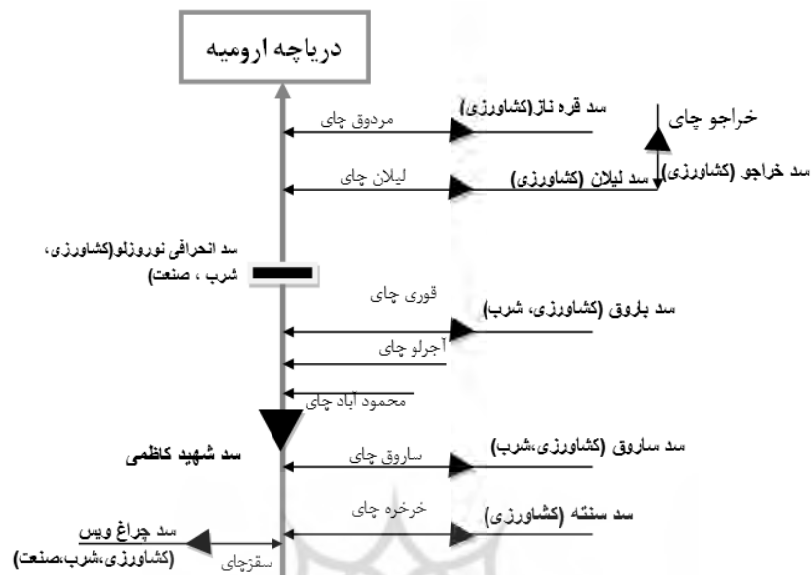 دریاچه ارومیه
سد قره ناز(کشاورزی)
مردوق چای
خراجو چای
سد خراجو (کشاورزی)
سد لیلان (کشاورزی)
لیلان چای
سد انحرافی نوروزلو(کشاورزی،
شرب ، صنعت)
قوری چای
سد باروق (کشاورزی، شرب)
آجرلو چای
محمود آباد چای
سد شهید کاظمی
سد ساروق (کشاورزی،شرب)
ساروق چای
خرخره چای
سد سنته (کشاورزی)
سد چراغ ویس
(کشاورزی،شرب،صنعت)
سقزچای